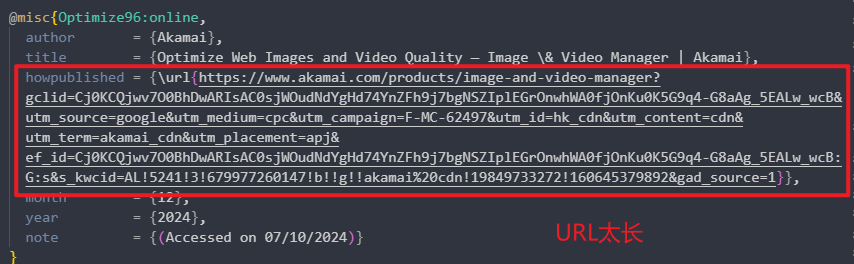 @misc{Optimize96:online,
author = {Akamai},
title = {Optimize Web Images and Video Quality — Image \& Video Manager | Akamai},
howpublished = {\url{https://www.akamai.com/products/image-and-video-manager?
gclid=Cj0KCQjwv7O0BhDwARIsAC0sjWOudNdYgHd74YnZFh9j7bgNSZIplEGrOnwhWA0fjOnKu0K5G9q4-G8aAg_5EALw_wcB&
utm_source=google&utm_medium=cpc&utm_campaign=F-MC-62497&utm_id=hk_cdn&utm_content=cdn&
utm_term=akamai_cdn&utm_placement=apj&
ef_id=Cj0KCQjwv7O0BhDwARIsAC0sjWOudNdYgHd74YnZFh9j7bgNSZIplEGrOnwhWA0fjOnKu0K5G9q4-G8aAg_5EALw_wcB:
G:s&s_kwcid=AL!5241!3!679977260147!b!!g!!akamai%20cdn!19849733272!160645379892&gad_source=1}},
month = {12},
year = {2024},
note = {(Accessed on 07/10/2024)}
}
URL太长